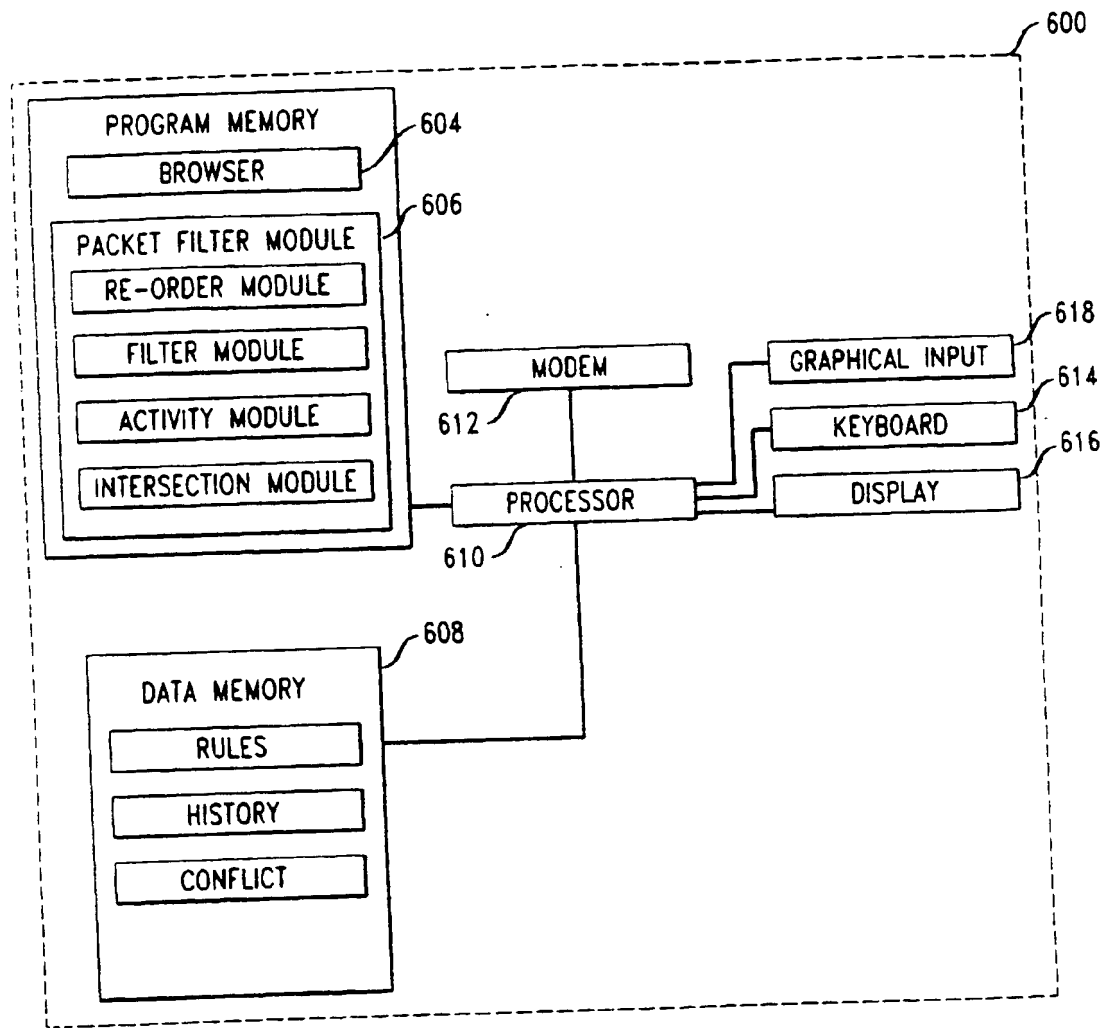 600
PROGRAM MEMORY
604
BROWSER
606
PACKET FILTER MODULE
RE-ORDER MODULE
FILTER MODULE
ACTIVITY MODULE
INTERSECTION MODULE
MODEM
612
PROCESSOR
610
618
GRAPHICAL INPUT
614
KEYBOARD
616
DISPLAY
608
DATA MEMORY
RULES
HISTORY
CONFLICT